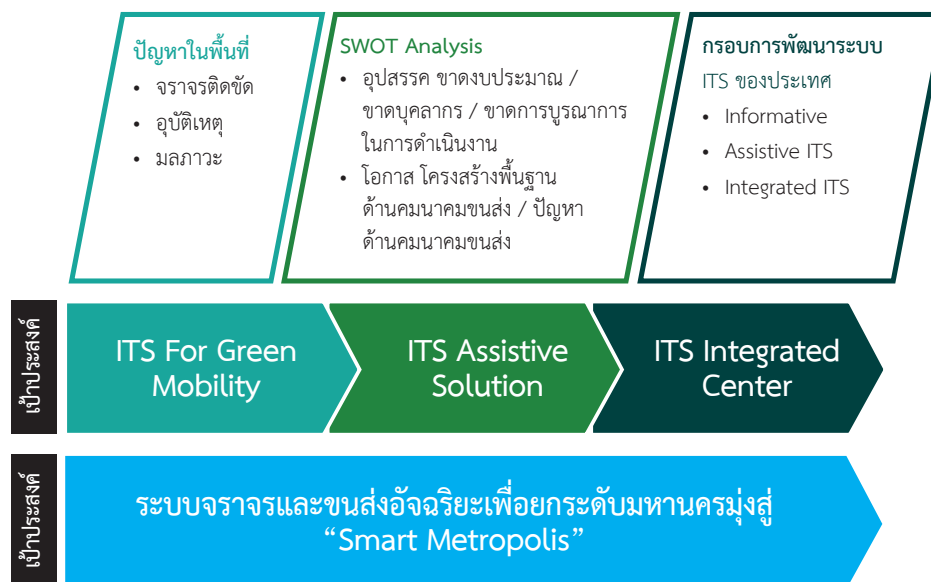 ปัญหาในพื้นที่
• จราจรติดขัด
• อุบัติเหตุ
• มลภาวะ
SWOT Analysis
• อุปสรรค ขาดงบประมาณ /
ขาดบุคลากร / ขาดการบูรณาการ
ในการดำเนินงาน
• โอกาส โครงสร้างพื้นฐาน
ด้านคมนาคมขนส่ง / ปัญหา
ด้านคมนาคมขนส่ง
กรอบการพัฒนาระบบ
ITS ของประเทศ
• Informative
• Assistive ITS
• Integrated ITS
เป้าประสงค์
ITS For Green
Mobility
ITS Assistive
Solution
ITS Integrated
Center
เป้าประสงค์
ระบบจราจรและขนส่งอัจฉริยะเพื่อยกระดับมหานครมุ่งสู่
“Smart Metropolis”